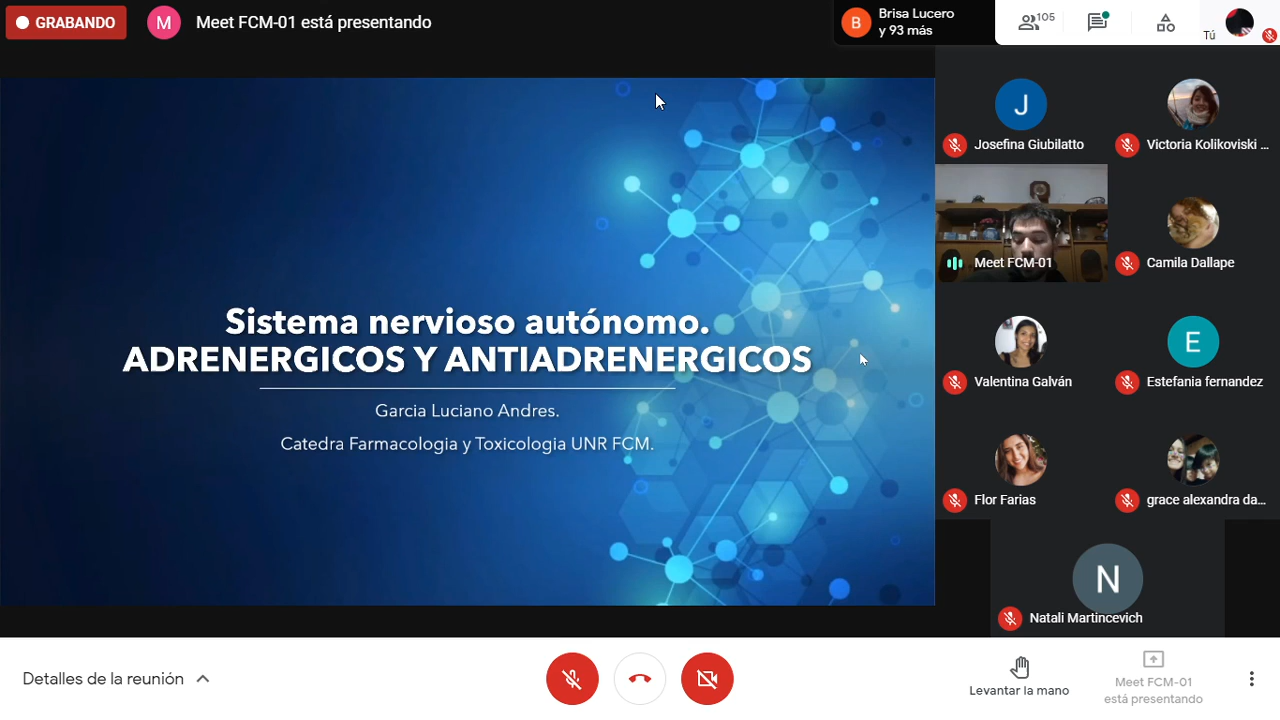 GRABANDO
M
Meet FCM-01 está presentando
B
Brisa Lucero
y 93 más
105
Tú
J
Josefina Giubilatto
Victoria Kolikoviski ...
Meet FCM-01
Camila Dallape
Sistema nervioso autónomo.
ADRENERGICOS Y ANTIADRENERGICOS
Garcia Luciano Andres.
Catedra Farmacologia y Toxicologia UNR FCM.
Valentina Galván
E
Estefania fernandez
Flor Farias
grace alexandra da...
N
Natali Martincevich
Detalles de la reunión
Levantar la mano
Meet FCM-01
está presentando